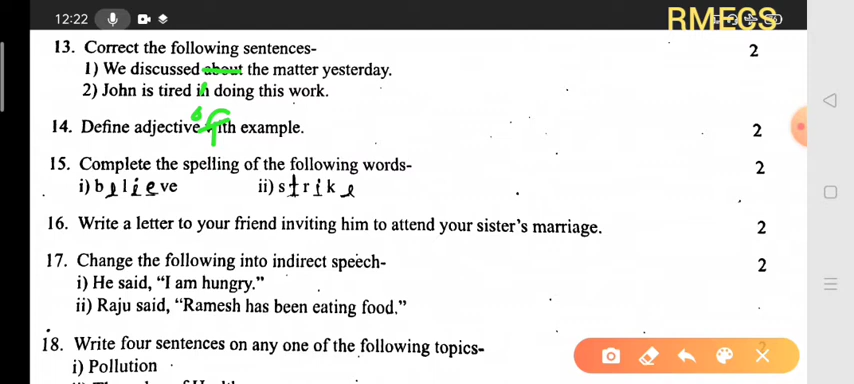 12:22
RMECS
13. Correct the following sentences- 2
1) We discussed about the matter yesterday.
2) John is tired in doing this work.
of
14. Define adjective with example. 2
15. Complete the spelling of the following words- 2
i) believe ii) strike
16. Write a letter to your friend inviting him to attend your sister's marriage. 2
17. Change the following into indirect speech- 2
i) He said, "I am hungry."
ii) Raju said, "Ramesh has been eating food."
18. Write four sentences on any one of the following topics-
i) Pollution